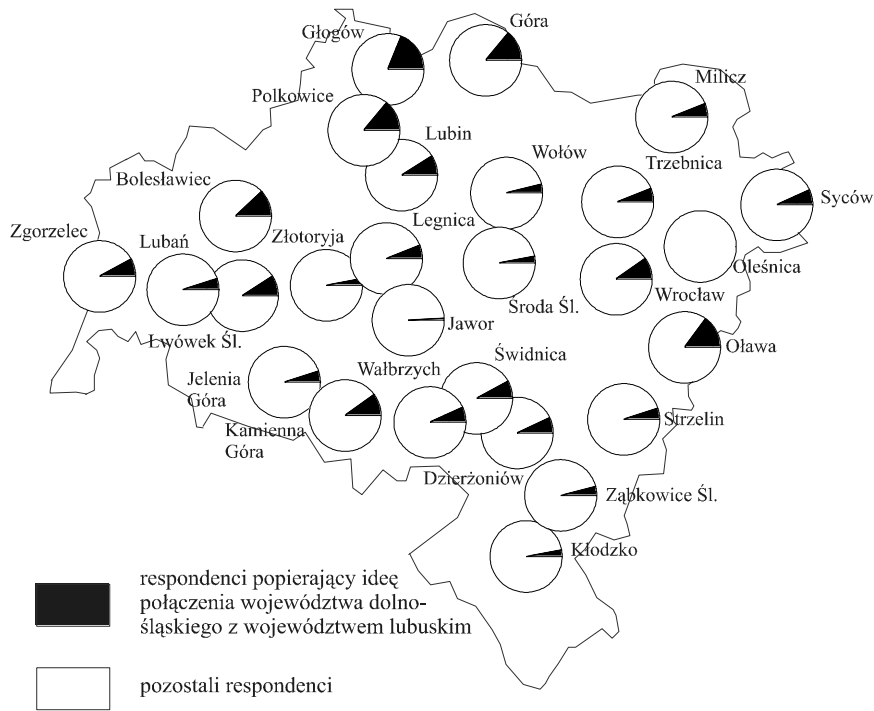 Głogów
Góra
Milicz
Polkowice
Lubin
Wołów
Trzebnica
Bolesławiec
Syców
Zgorzelec
Lubań
Złotoryja
Legnica
Oleśnica
Wrocław
Środa Śl.
Jawor
Lwówek Śl.
Oława
Świdnica
Wałbrzych
Jelenia
Góra
Strzelin
Kamienna
Góra
Dzierżoniów
Ząbkowice Śl.
Kłodzko
respondenci popierający ideę
połączenia województwa dolno-
śląskiego z województwem lubuskim
pozostali respondenci